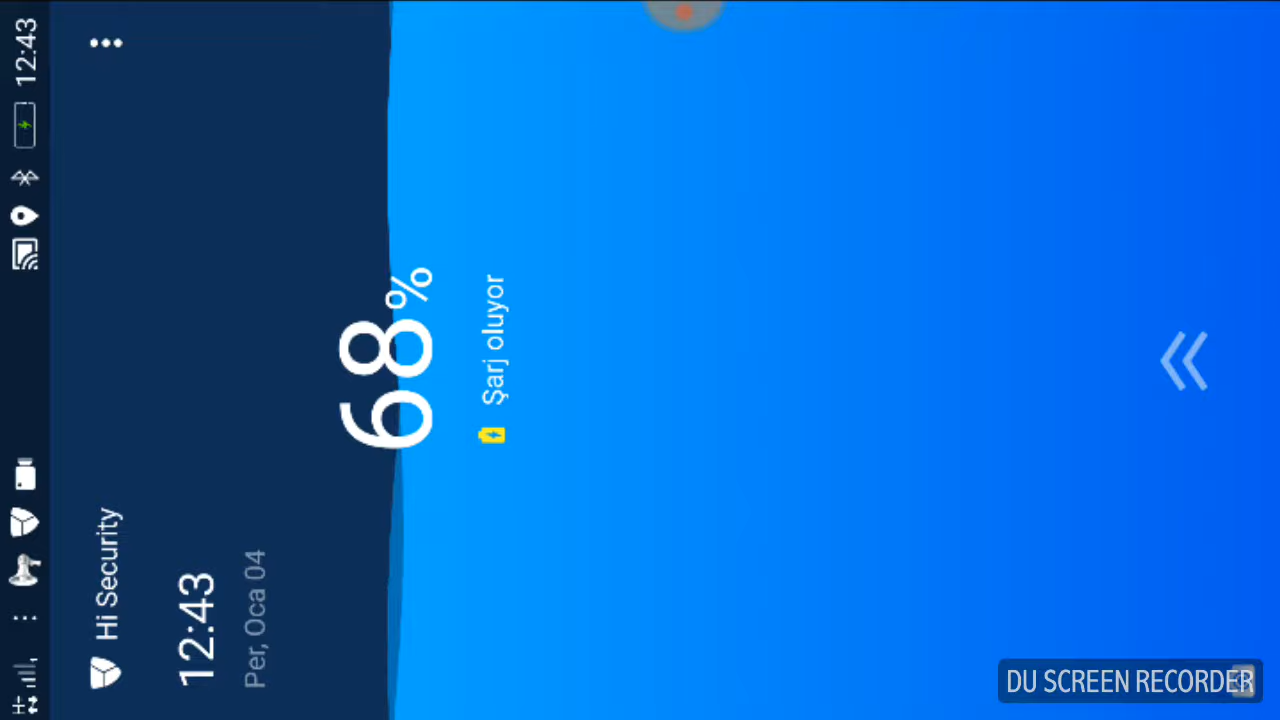 H+
12:43
Hi Security
12:43
Per, Oca 04
68%
Şarj oluyor
DU SCREEN RECORDER